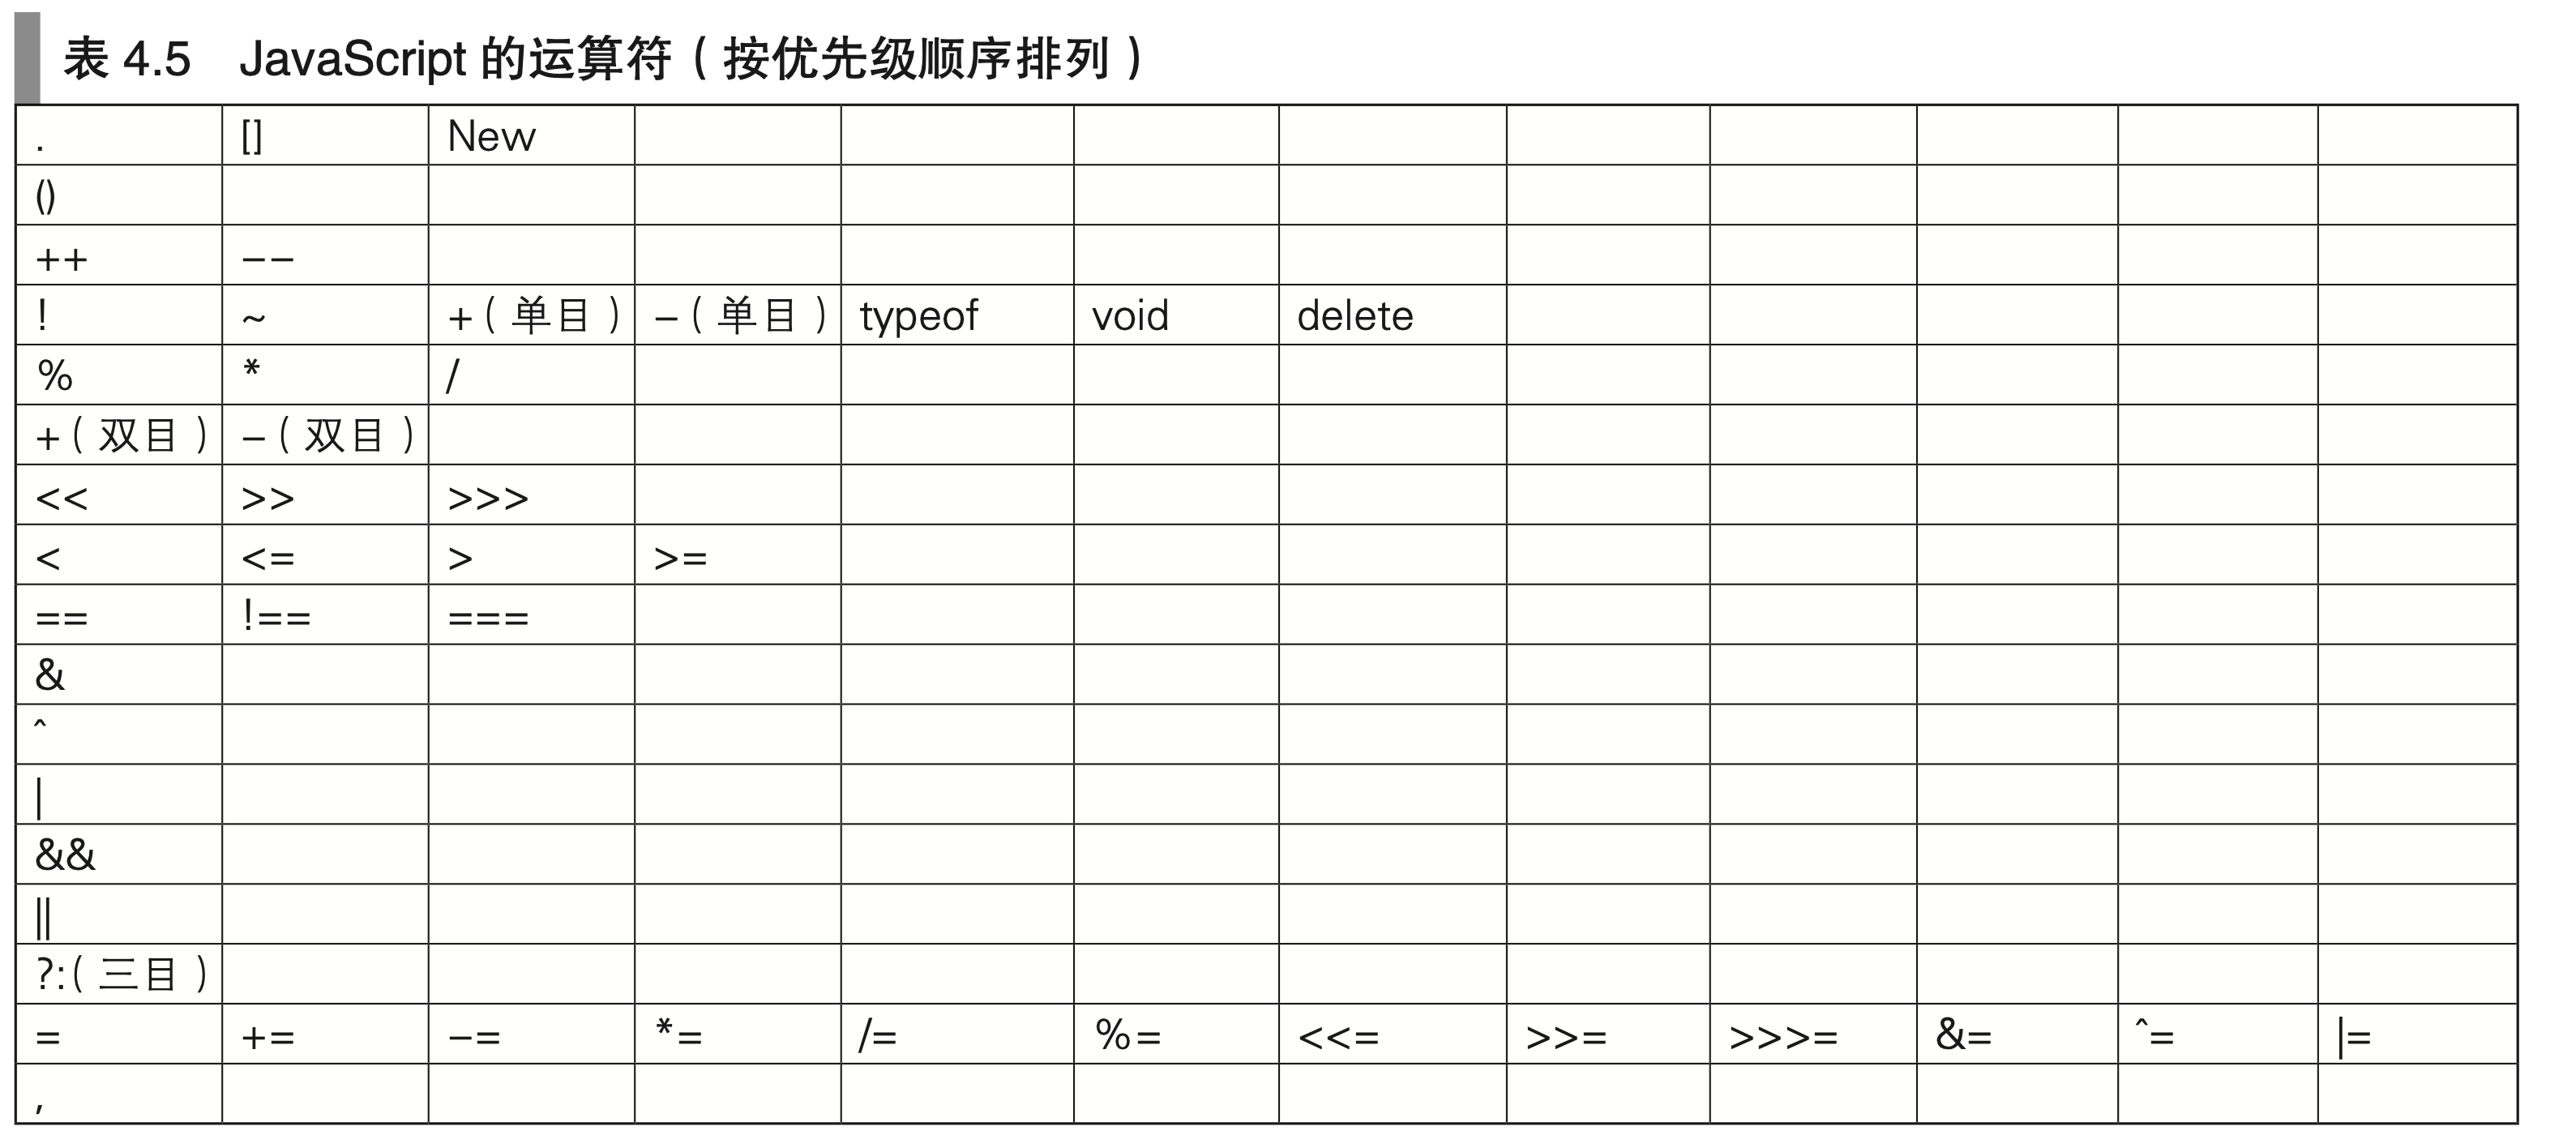 表 4.5 JavaScript 的运算符（按优先级顺序排列）
. [] New
()
++ −−
! ~ +（单目） −（单目） typeof void delete
% * /
+（双目） −（双目）
<< >> >>>
< <= > >=
== !== ===
&
^
|
&&
||
?:（三目）
= += −= *= /= %= <<= >>= >>>= &= ^= |=
,